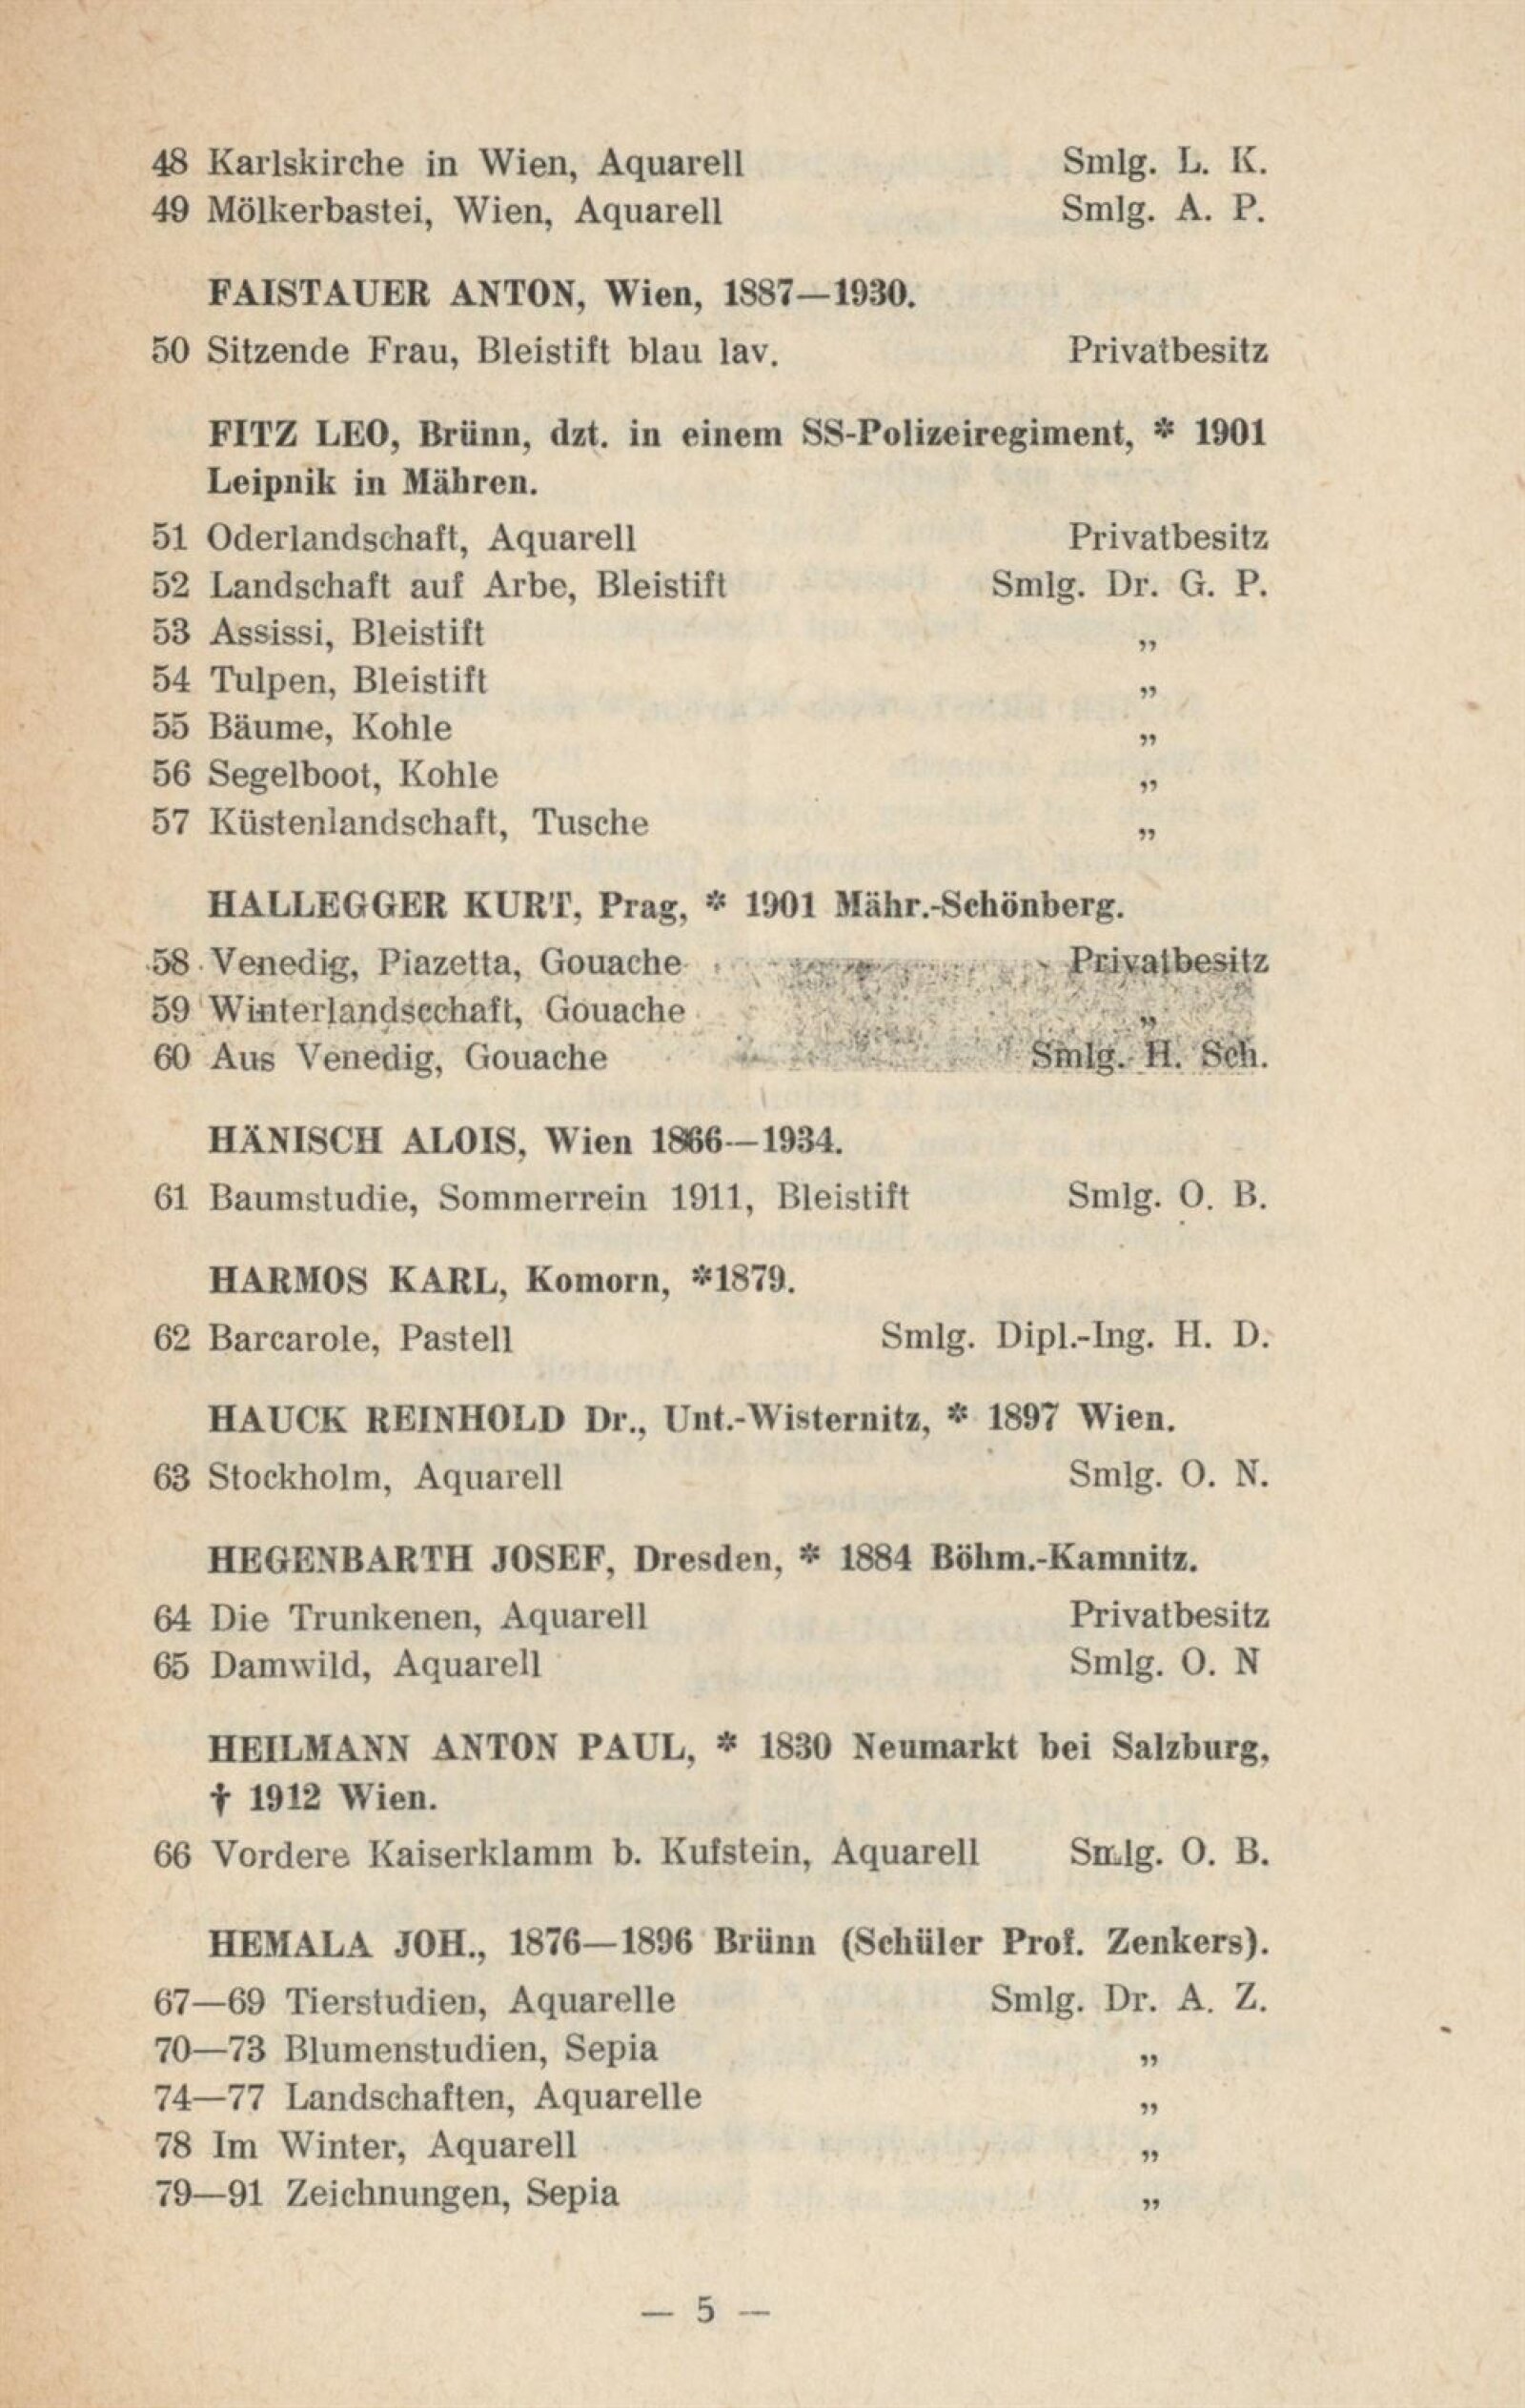 48 Karlskirche in Wien, Aquarell Smlg. L. K.
49 Mölkerbastei, Wien, Aquarell Smlg. A. P.
FAISTAUER ANTON, Wien, 1887—1930.
50 Sitzende Frau, Bleistift blau lav. Privatbesitz
FITZ LEO, Brünn, dzt. in einem SS-Polizeiregiment, * 1901
Leipnik in Mähren.
51 Oderlandschaft, Aquarell Privatbesitz
52 Landschaft auf Arbe, Bleistift Smlg. Dr. G. P.
53 Assissi, Bleistift „
54 Tulpen, Bleistift „
55 Bäume, Kohle „
56 Segelboot, Kohle „
57 Küstenlandschaft, Tusche „
HALLEGGER KURT, Prag, * 1901 Mähr.-Schönberg.
58 Venedig, Piazetta, Gouache Privatbesitz
59 Winterlandscchaft, Gouache „
60 Aus Venedig, Gouache Smlg. H. Sch.
HÄNISCH ALOIS, Wien 1866—1934.
61 Baumstudie, Sommerrein 1911, Bleistift Smlg. O. B.
HARMOS KARL, Komorn, *1879.
62 Barcarole, Pastell Smlg. Dipl.-Ing. H. D.
HAUCK REINHOLD Dr., Unt.-Wisternitz, * 1897 Wien.
63 Stockholm, Aquarell Smlg. O. N.
HEGENBARTH JOSEF, Dresden, * 1884 Böhm.-Kamnitz.
64 Die Trunkenen, Aquarell Privatbesitz
65 Damwild, Aquarell Smlg. O. N
HEILMANN ANTON PAUL, * 1830 Neumarkt bei Salzburg,
† 1912 Wien.
66 Vordere Kaiserklamm b. Kufstein, Aquarell Smlg. O. B.
HEMALA JOH., 1876—1896 Brünn (Schüler Prof. Zenkers).
67—69 Tierstudien, Aquarelle Smlg. Dr. A. Z.
70—73 Blumenstudien, Sepia „
74—77 Landschaften, Aquarelle „
78 Im Winter, Aquarell „
79—91 Zeichnungen, Sepia „
— 5 —